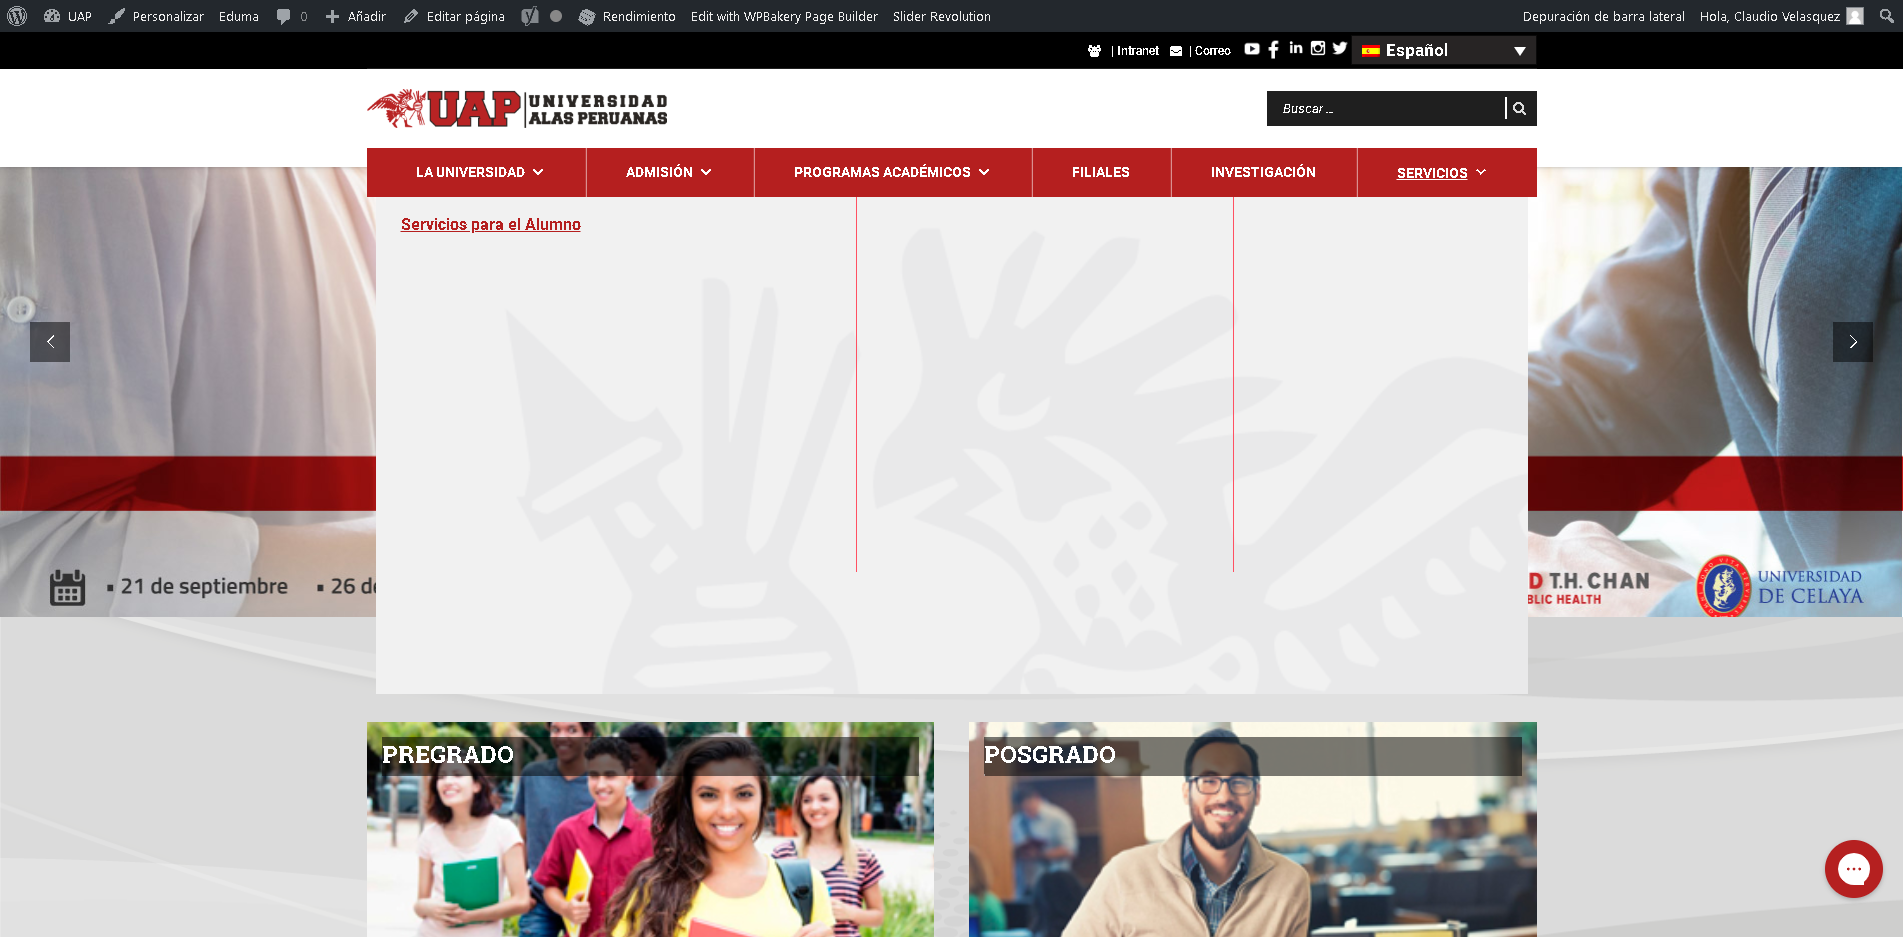 UAP Personalizar Eduma 0 Añadir Editar página Rendimiento Edit with WPBakery Page Builder Slider Revolution Depuración de barra lateral Hola, Claudio Velasquez
| Intranet | Correo Español
UAP UNIVERSIDAD
ALAS PERUANAS
Buscar ...
LA UNIVERSIDAD ADMISIÓN PROGRAMAS ACADÉMICOS FILIALES INVESTIGACIÓN SERVICIOS
Servicios para el Alumno
21 de septiembre 26 de
D T.H. CHAN
BLIC HEALTH
UNIVERSIDAD
DE CELAYA
PREGRADO
POSGRADO